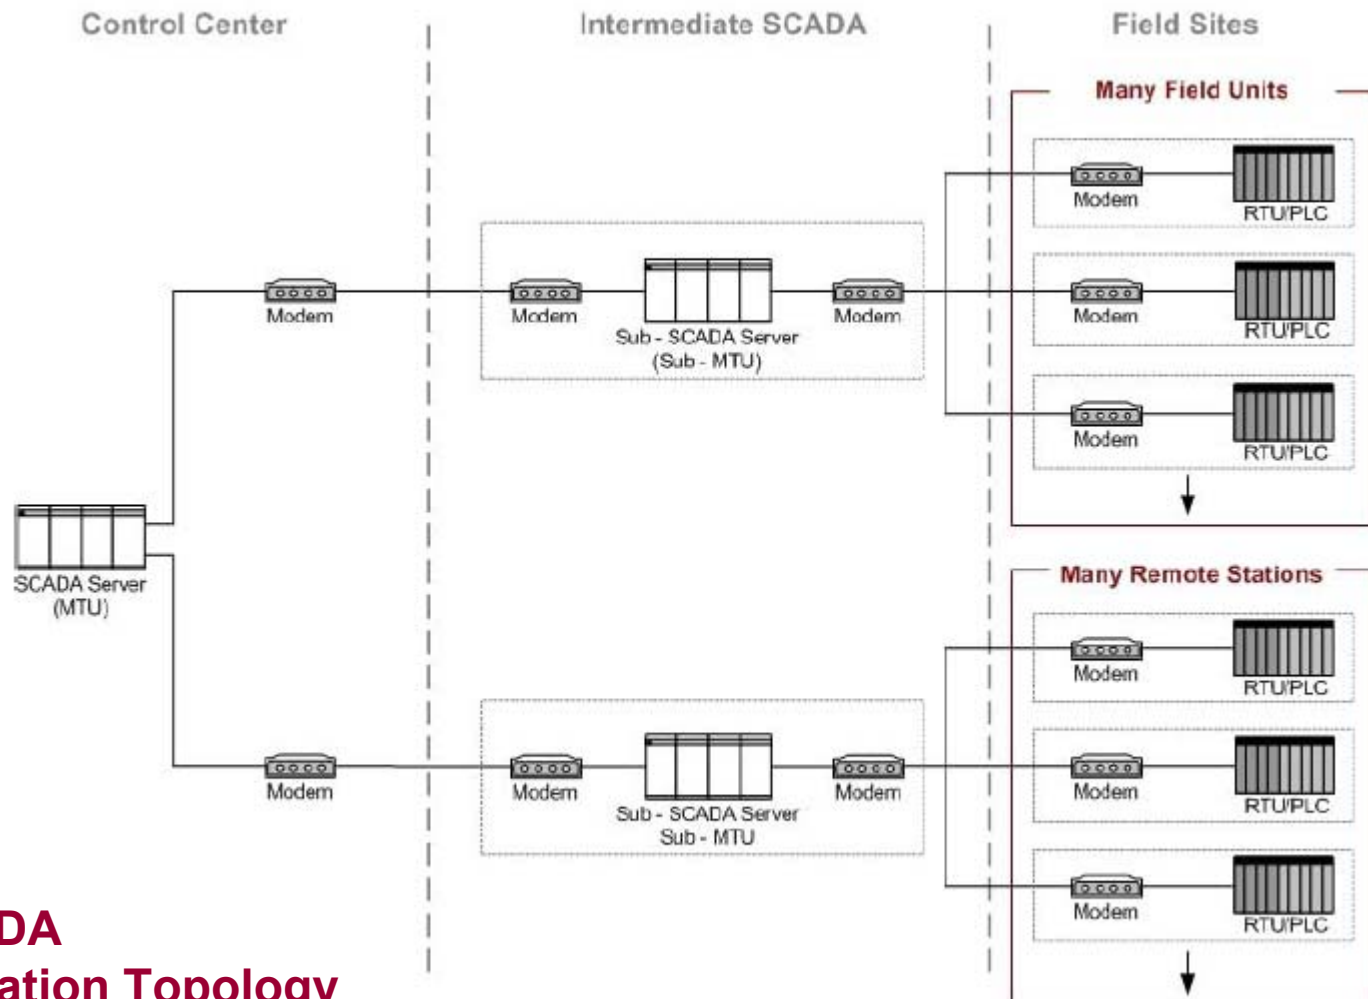 Control Center
Intermediate SCADA
Field Sites
Many Field Units
Modem
RTU/PLC
Modem
RTU/PLC
Modem
RTU/PLC
Modem
Modem
Sub - SCADA Server
(Sub - MTU)
Modem
SCADA Server
(MTU)
Many Remote Stations
Modem
RTU/PLC
Modem
RTU/PLC
Modem
RTU/PLC
Modem
Modem
Sub - SCADA Server
Sub - MTU
Modem
DA
ation Topology